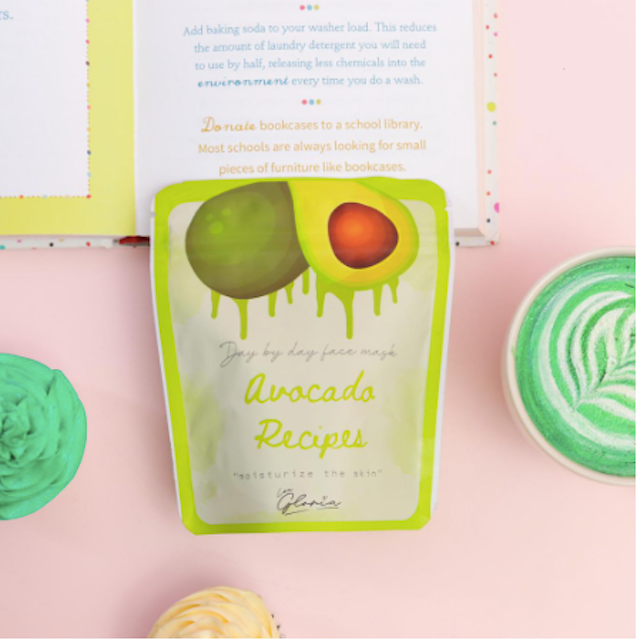 s.
Add baking soda to your washer load. This reduces
the amount of laundry detergent you will need
to use by half, releasing less chemicals into the
environment every time you do a wash.
Donate bookcases to a school library.
Most schools are always looking for small
pieces of furniture like bookcases.
Day by day face mask
Avocado
Recipes
"moisturize the skin"
Gloria